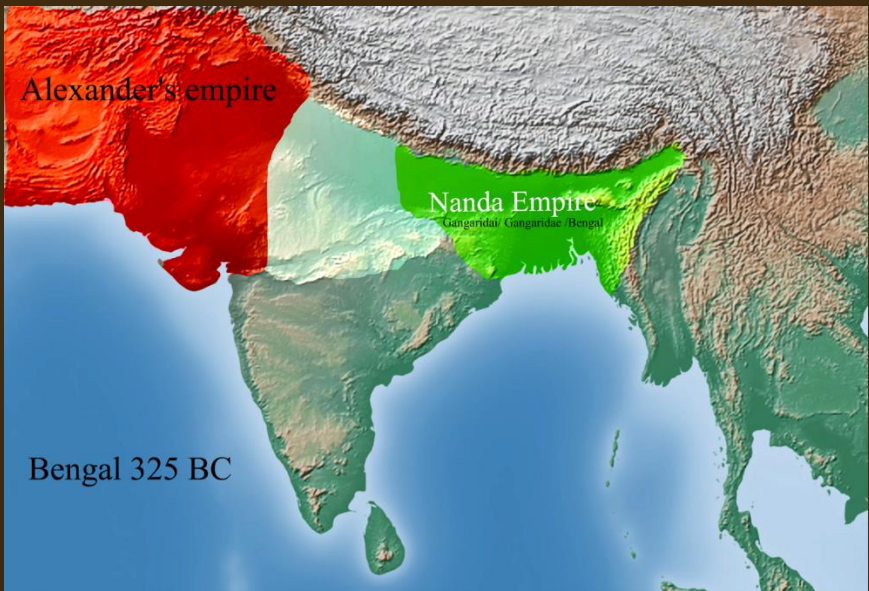 Alexander's empire
Nanda Empire
Gangaridai/ Gangaridae /Bengal
Bengal 325 BC